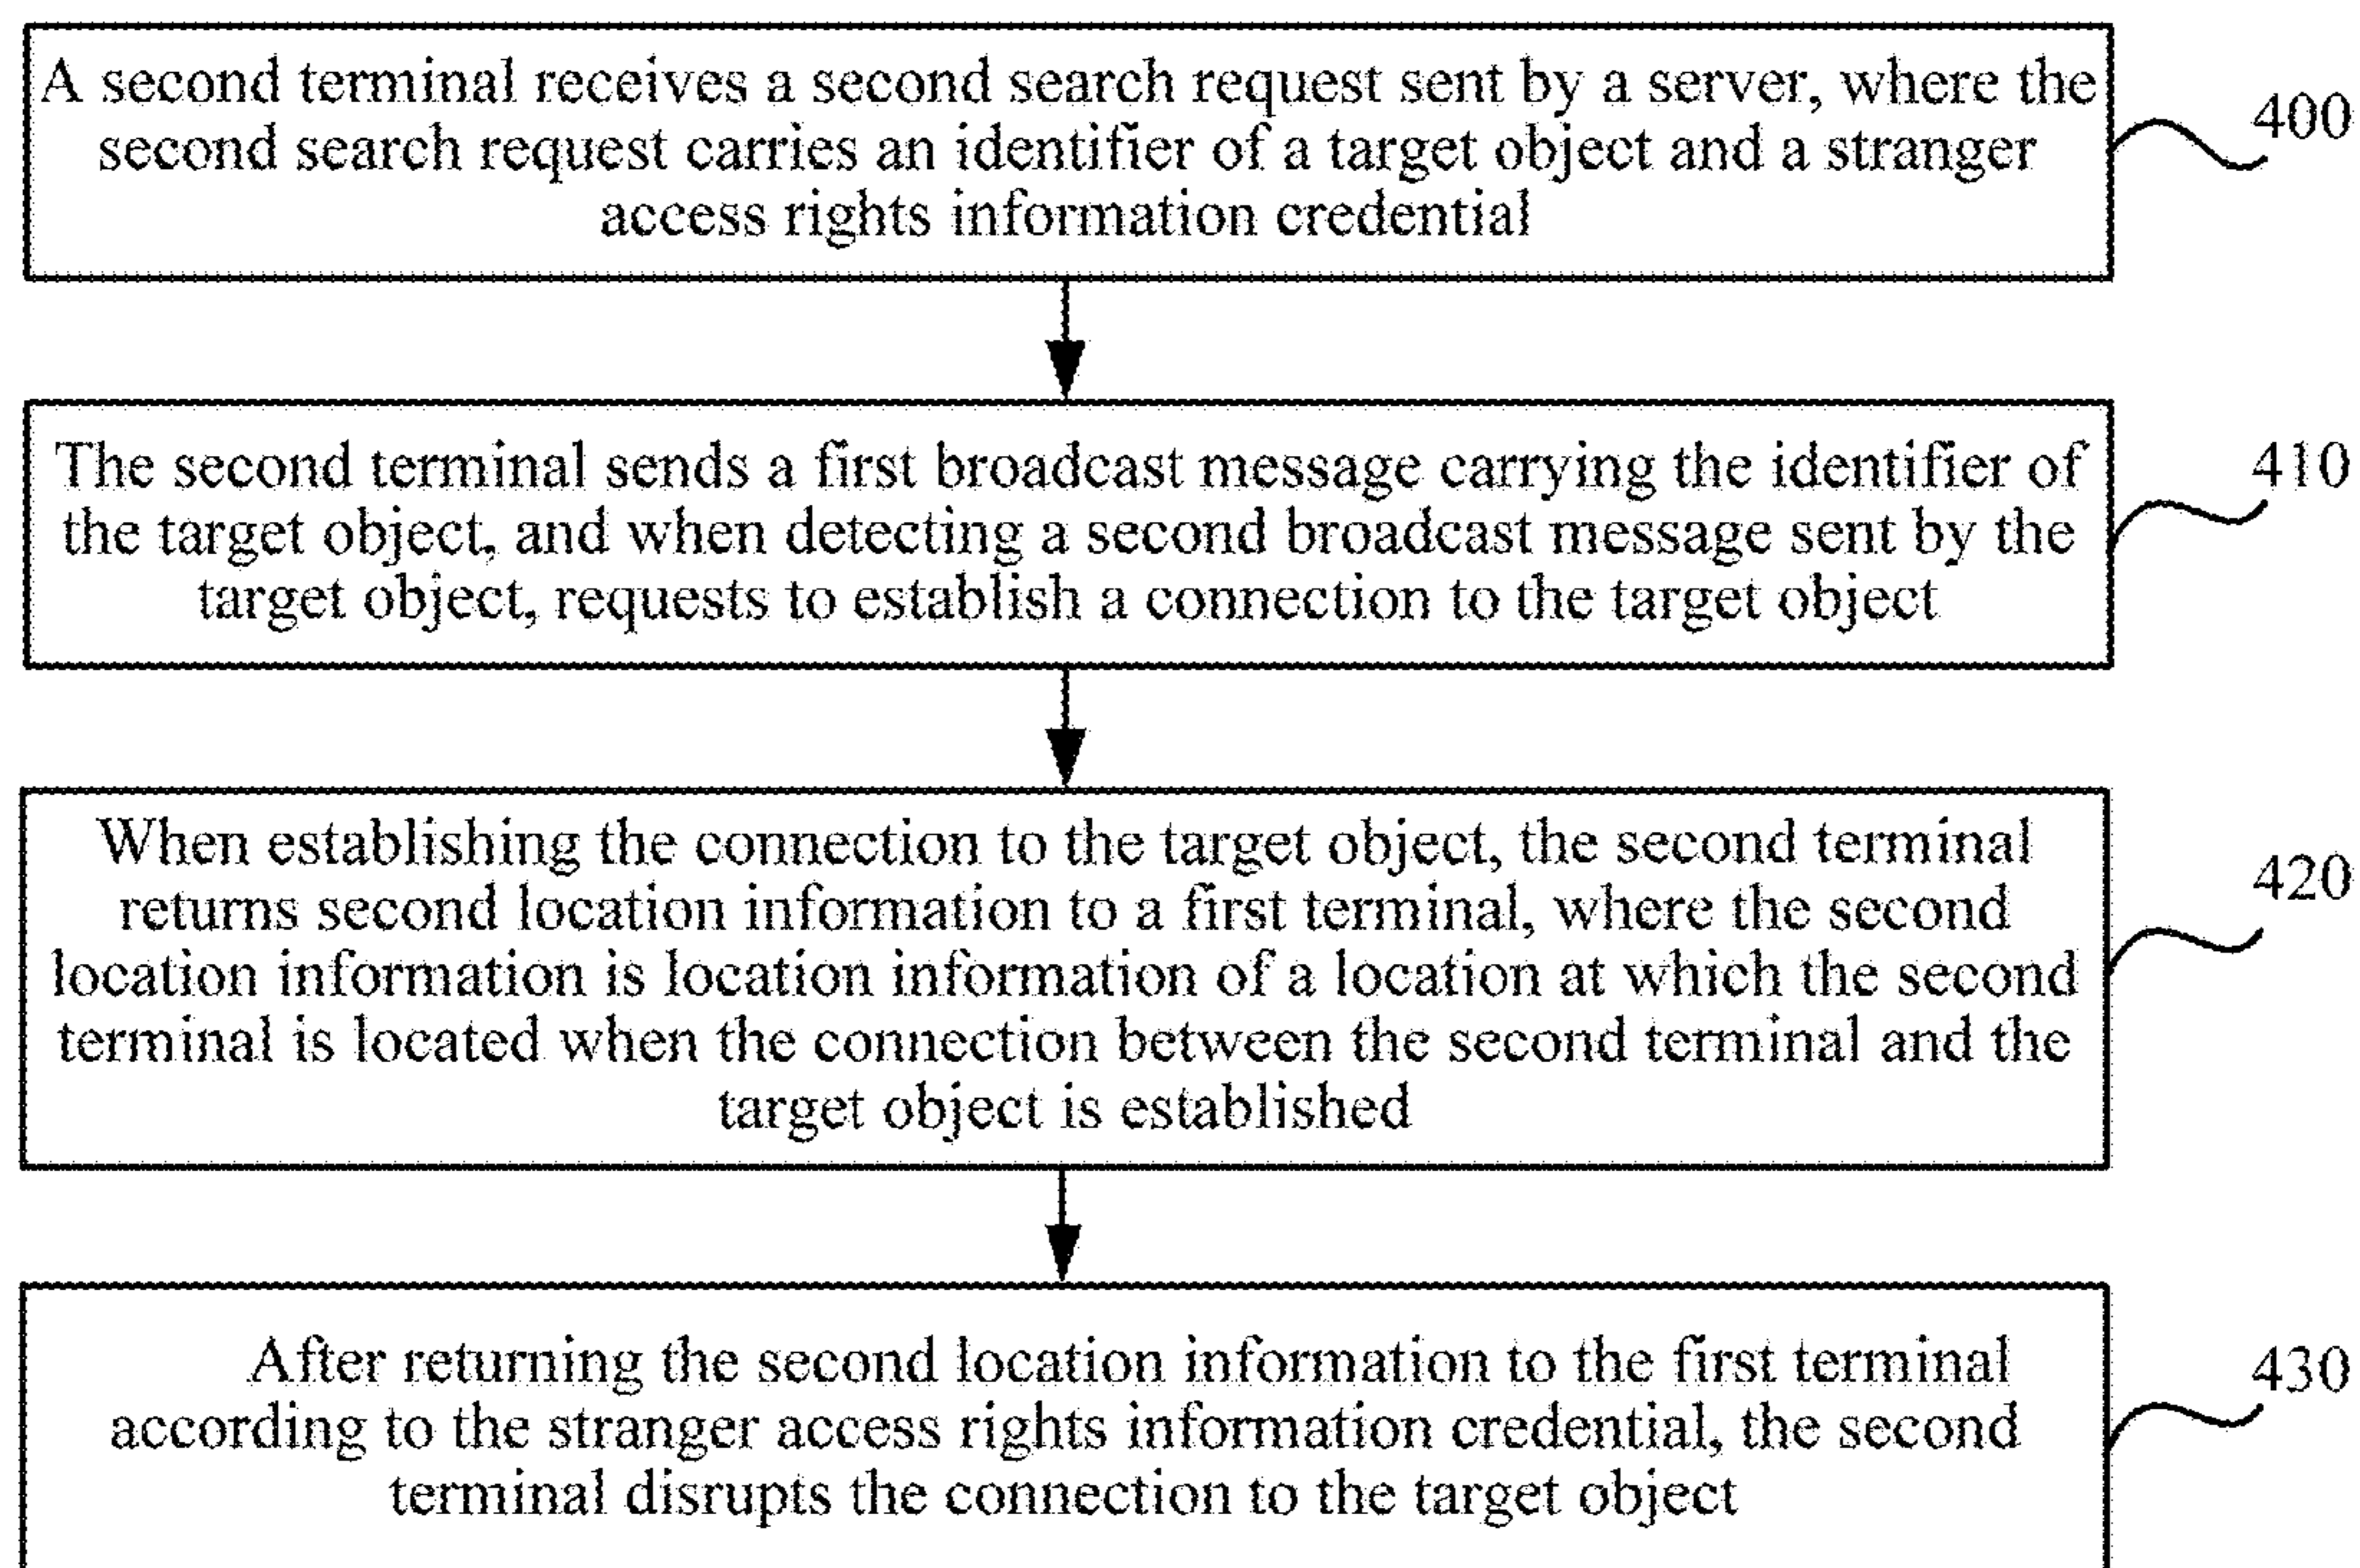 A second terminal receives a second search request sent by a server, where the
second search request carries an identifier of a target object and a stranger
access rights information credential
400
The second terminal sends a first broadcast message carrying the identifier of
the target object, and when detecting a second broadcast message sent by the
target object, requests to establish a connection to the target object
410
When establishing the connection to the target object, the second terminal
returns second location information to a first terminal, where the second
location information is location information of a location at which the second
terminal is located when the connection between the second terminal and the
target object is established
420
After returning the second location information to the first terminal
according to the stranger access rights information credential, the second
terminal disrupts the connection to the target object
430